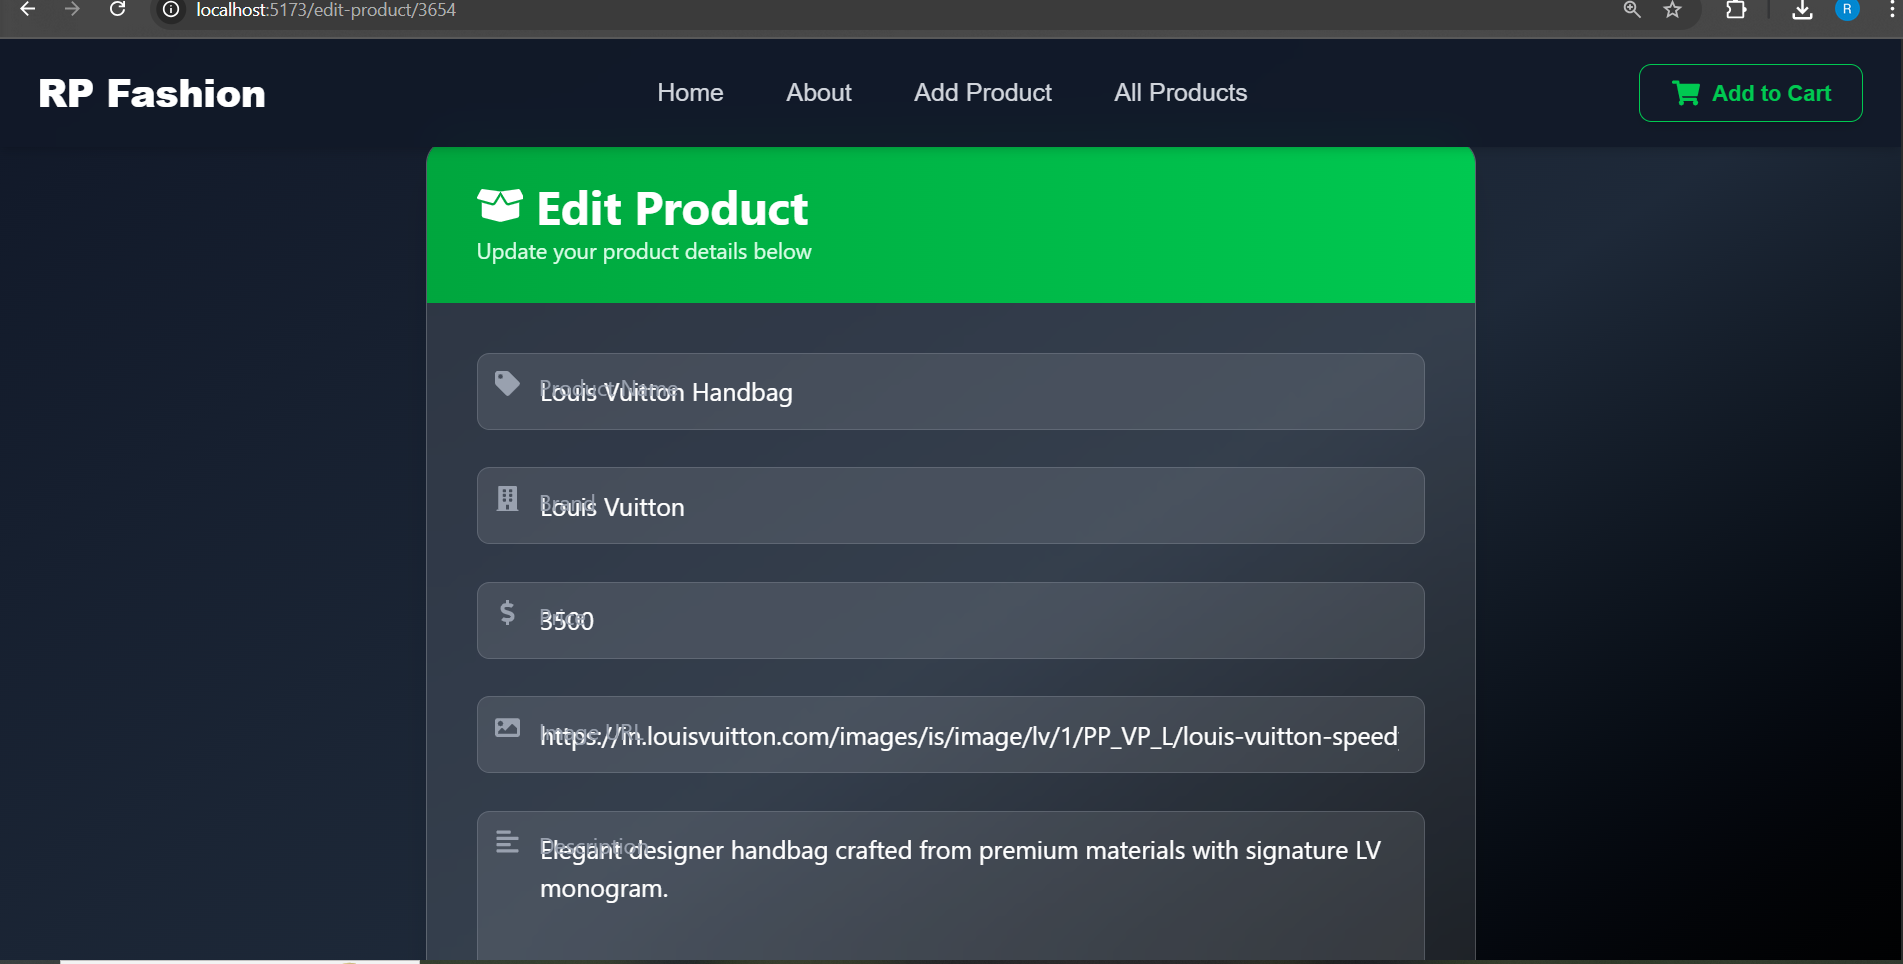 localhost:5173/edit-product/3654
R
RP Fashion
Home
About
Add Product
All Products
Add to Cart
Edit Product
Update your product details below
Product Name
Louis Vuitton Handbag
Brand
Louis Vuitton
Price
3500
Image URL
https://in.louisvuitton.com/images/is/image/lv/1/PP_VP_L/louis-vuitton-speed
Description
Elegant designer handbag crafted from premium materials with signature LV
monogram.